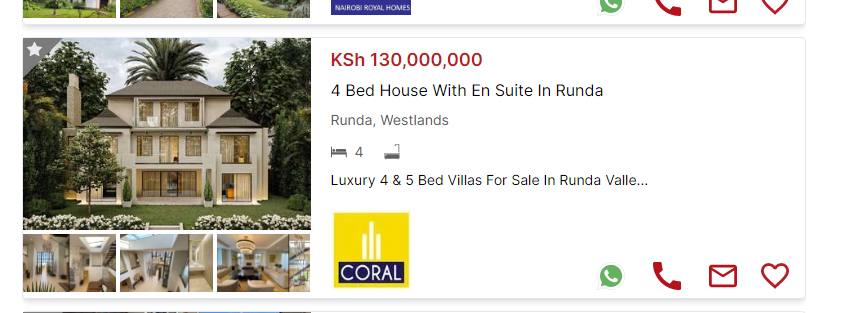 NAIROBI ROYAL HOMES
KSh 130,000,000
4 Bed House With En Suite In Runda
Runda, Westlands
4
Luxury 4 & 5 Bed Villas For Sale In Runda Valle...
CORAL